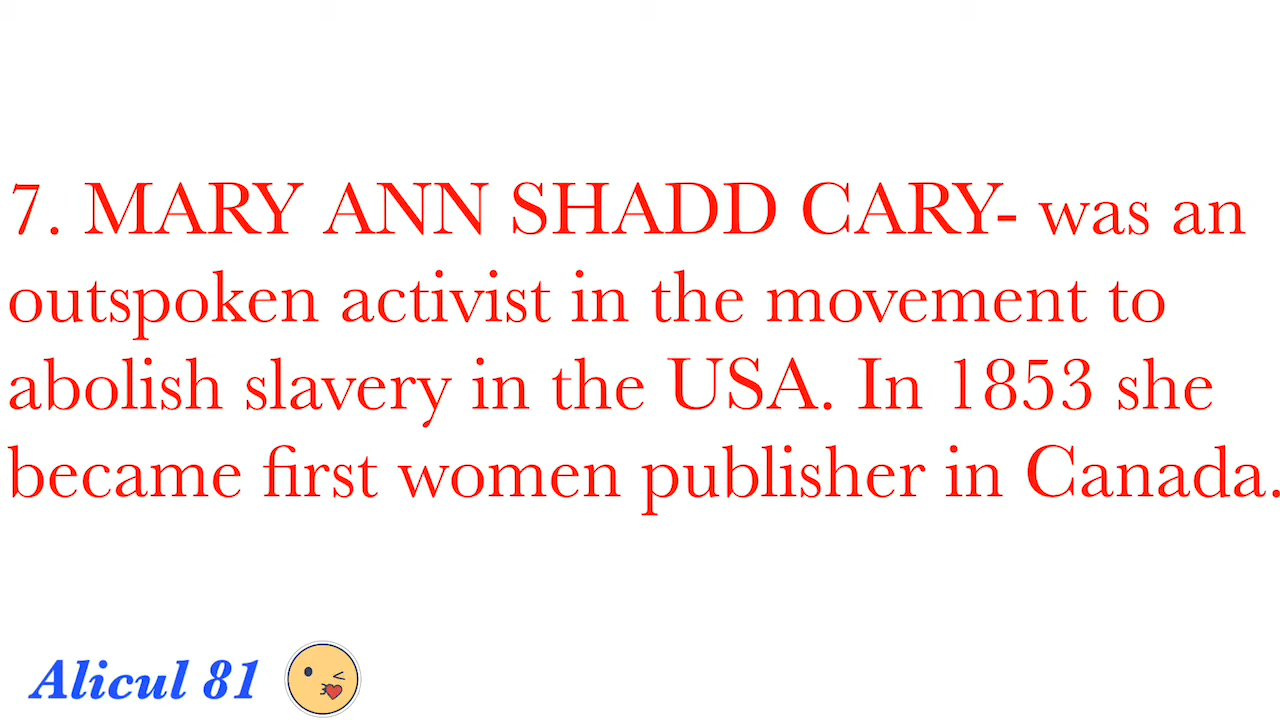 7. MARY ANN SHADD CARY- was an
outspoken activist in the movement to
abolish slavery in the USA. In 1853 she
became first women publisher in Canada.
Alicul 81